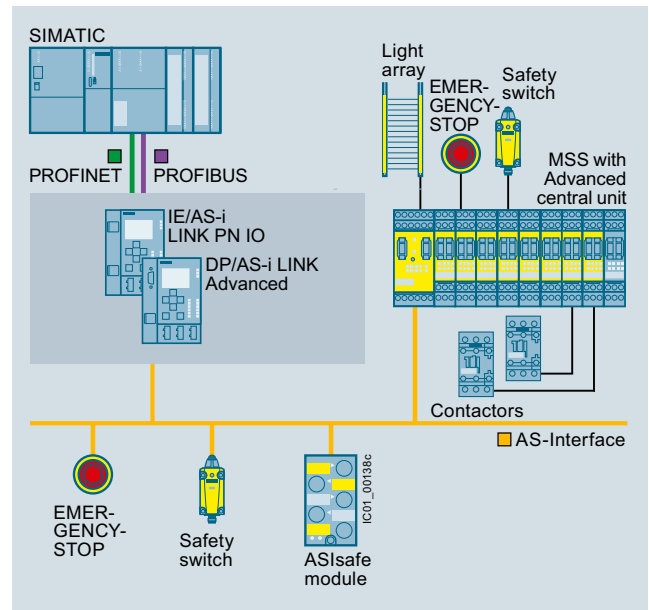 SIMATIC
PROFINET
PROFIBUS
IE/AS-i
LINK PN IO
DP/AS-i LINK
Advanced
Light
array
EMER-
GENCY-
STOP
Safety
switch
MSS with
Advanced
central unit
Contactors
AS-Interface
EMER-
GENCY-
STOP
Safety
switch
ASIsafe
module
IC01_00138c